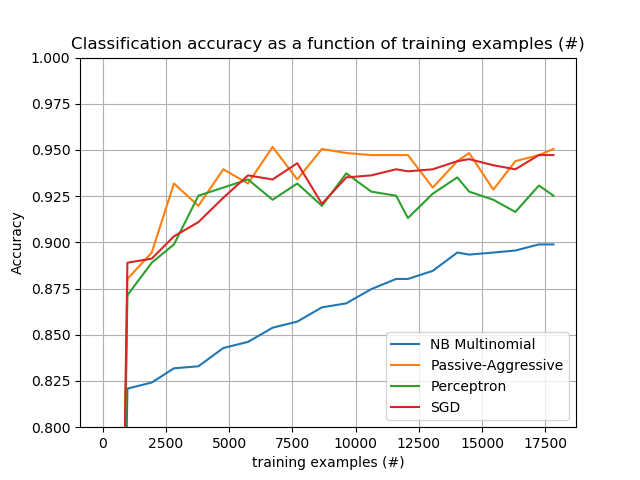 Classification accuracy as a function of training examples (#)
1.000
0.975
0.950
0.925
0.900
0.875
0.850
0.825
0.800
Accuracy
NB Multinomial
Passive-Aggressive
Perceptron
SGD
0 2500 5000 7500 10000 12500 15000 17500
training examples (#)